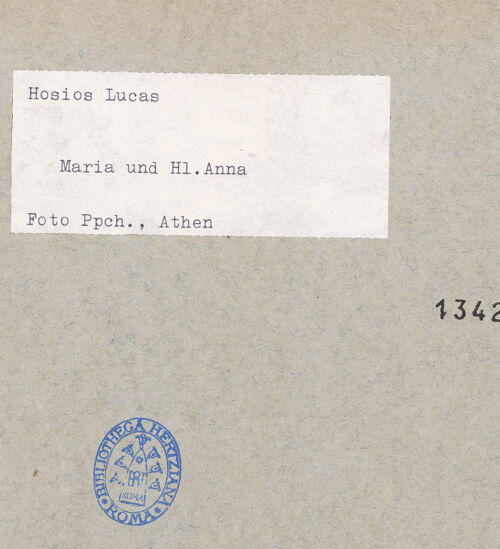 Hosios Lucas
Maria und Hl.Anna
Foto Ppch., Athen
1342
BIBLIOTHECA HERTZIANA
ROMA